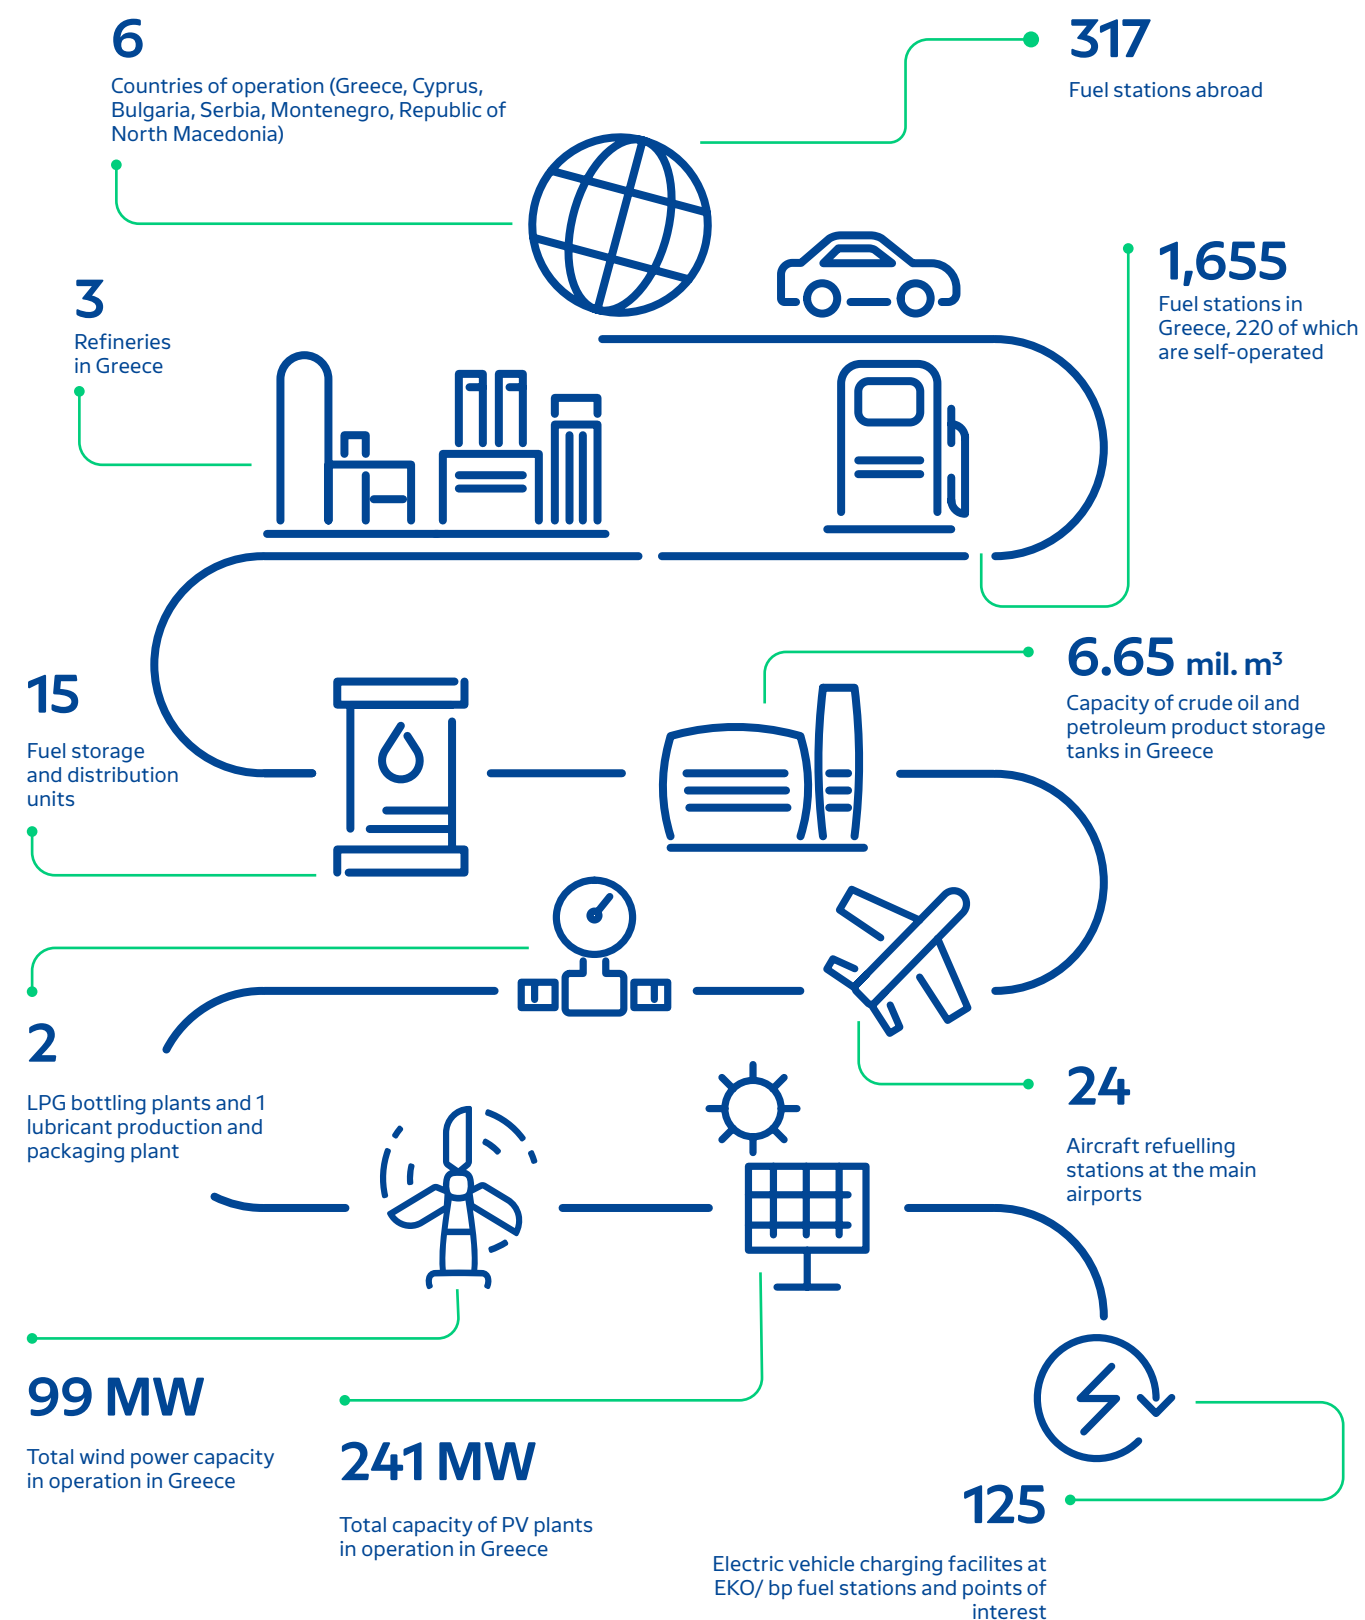 6
Countries of operation (Greece, Cyprus,
Bulgaria, Serbia, Montenegro, Republic of
North Macedonia)
317
Fuel stations abroad
3
Refineries
in Greece
1,655
Fuel stations in
Greece, 220 of which
are self-operated
15
Fuel storage
and distribution
units
6.65 mil. m³
Capacity of crude oil and
petroleum product storage
tanks in Greece
2
LPG bottling plants and 1
lubricant production and
packaging plant
24
Aircraft refuelling
stations at the main
airports
99 MW
Total wind power capacity
in operation in Greece
241 MW
Total capacity of PV plants
in operation in Greece
125
Electric vehicle charging facilites at
EKO/ bp fuel stations and points of
interest